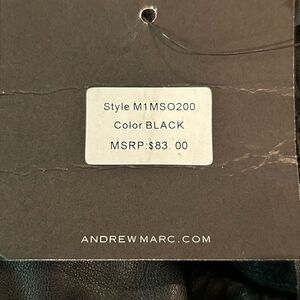 Style M1MSO200
Color BLACK
MSRP:$83.00
ANDREWMARC.COM